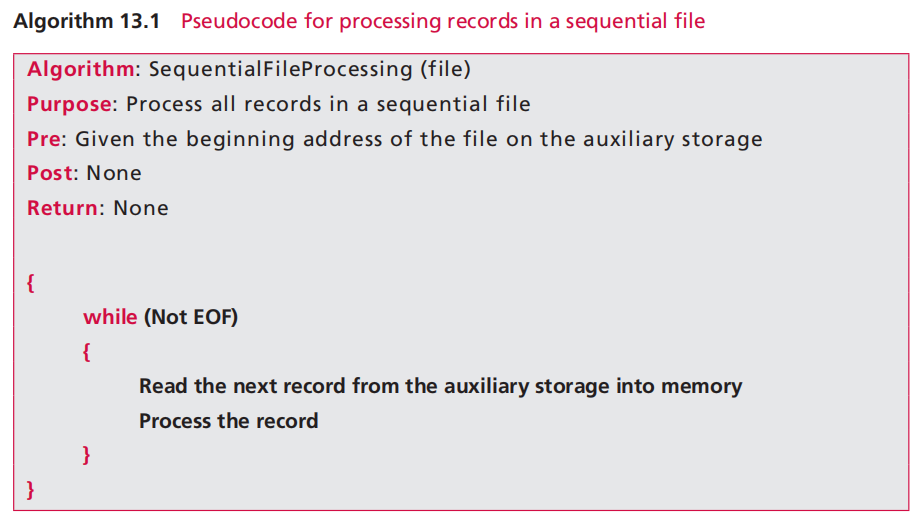 Algorithm 13.1 Pseudocode for processing records in a sequential file
Algorithm: SequentialFileProcessing (file)
Purpose: Process all records in a sequential file
Pre: Given the beginning address of the file on the auxiliary storage
Post: None
Return: None
{
while (Not EOF)
{
Read the next record from the auxiliary storage into memory
Process the record
}
}